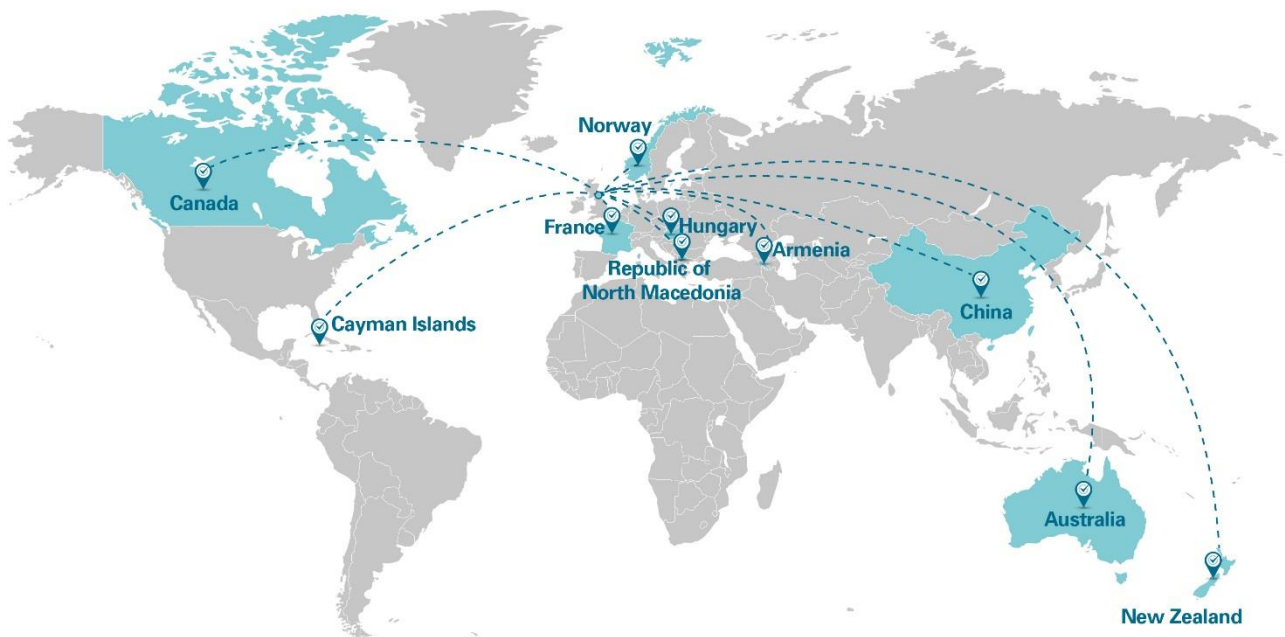 Norway
Canada
France
Hungary
Armenia
Republic of
North Macedonia
China
Cayman Islands
Australia
New Zealand